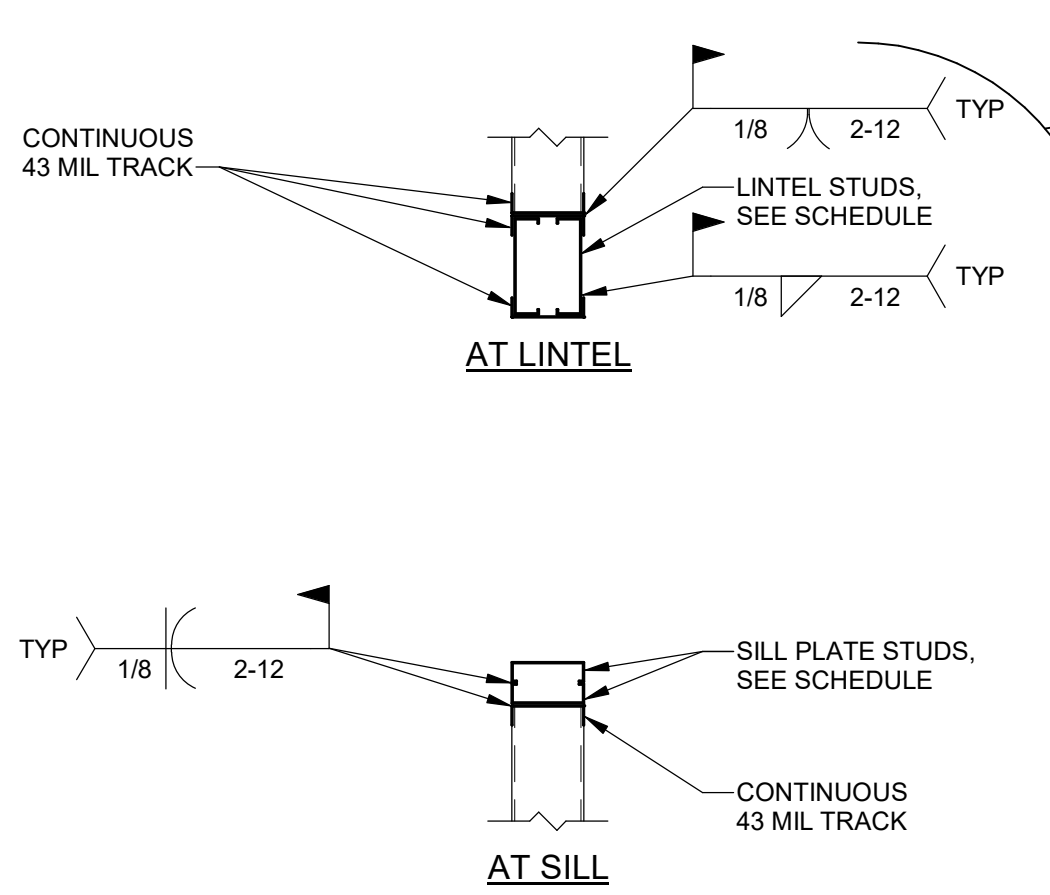 CONTINUOUS
43 MIL TRACK
1/8 2-12 TYP
LINTEL STUDS,
SEE SCHEDULE
1/8 2-12 TYP
AT LINTEL
TYP 1/8 2-12
SILL PLATE STUDS,
SEE SCHEDULE
CONTINUOUS
43 MIL TRACK
AT SILL